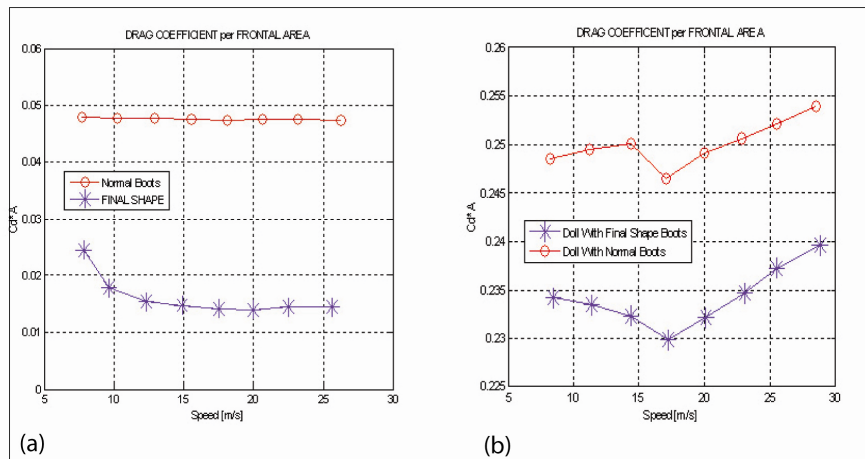 DRAG COEFFICIENT per FRONTAL AREA
0.06
0.05
0.04
0.03
0.02
0.01
0
Cd* A
Normal Boots
FINAL SHAPE
5 10 15 20 25 30
Speed [m/s]
(a)
DRAG COEFFICIENT per FRONTAL AREA
0.26
0.255
0.25
0.245
0.24
0.235
0.23
0.225
Cd* A
Doll With Final Shape Boots
Doll With Normal Boots
5 10 15 20 25 30
Speed [m/s]
(b)